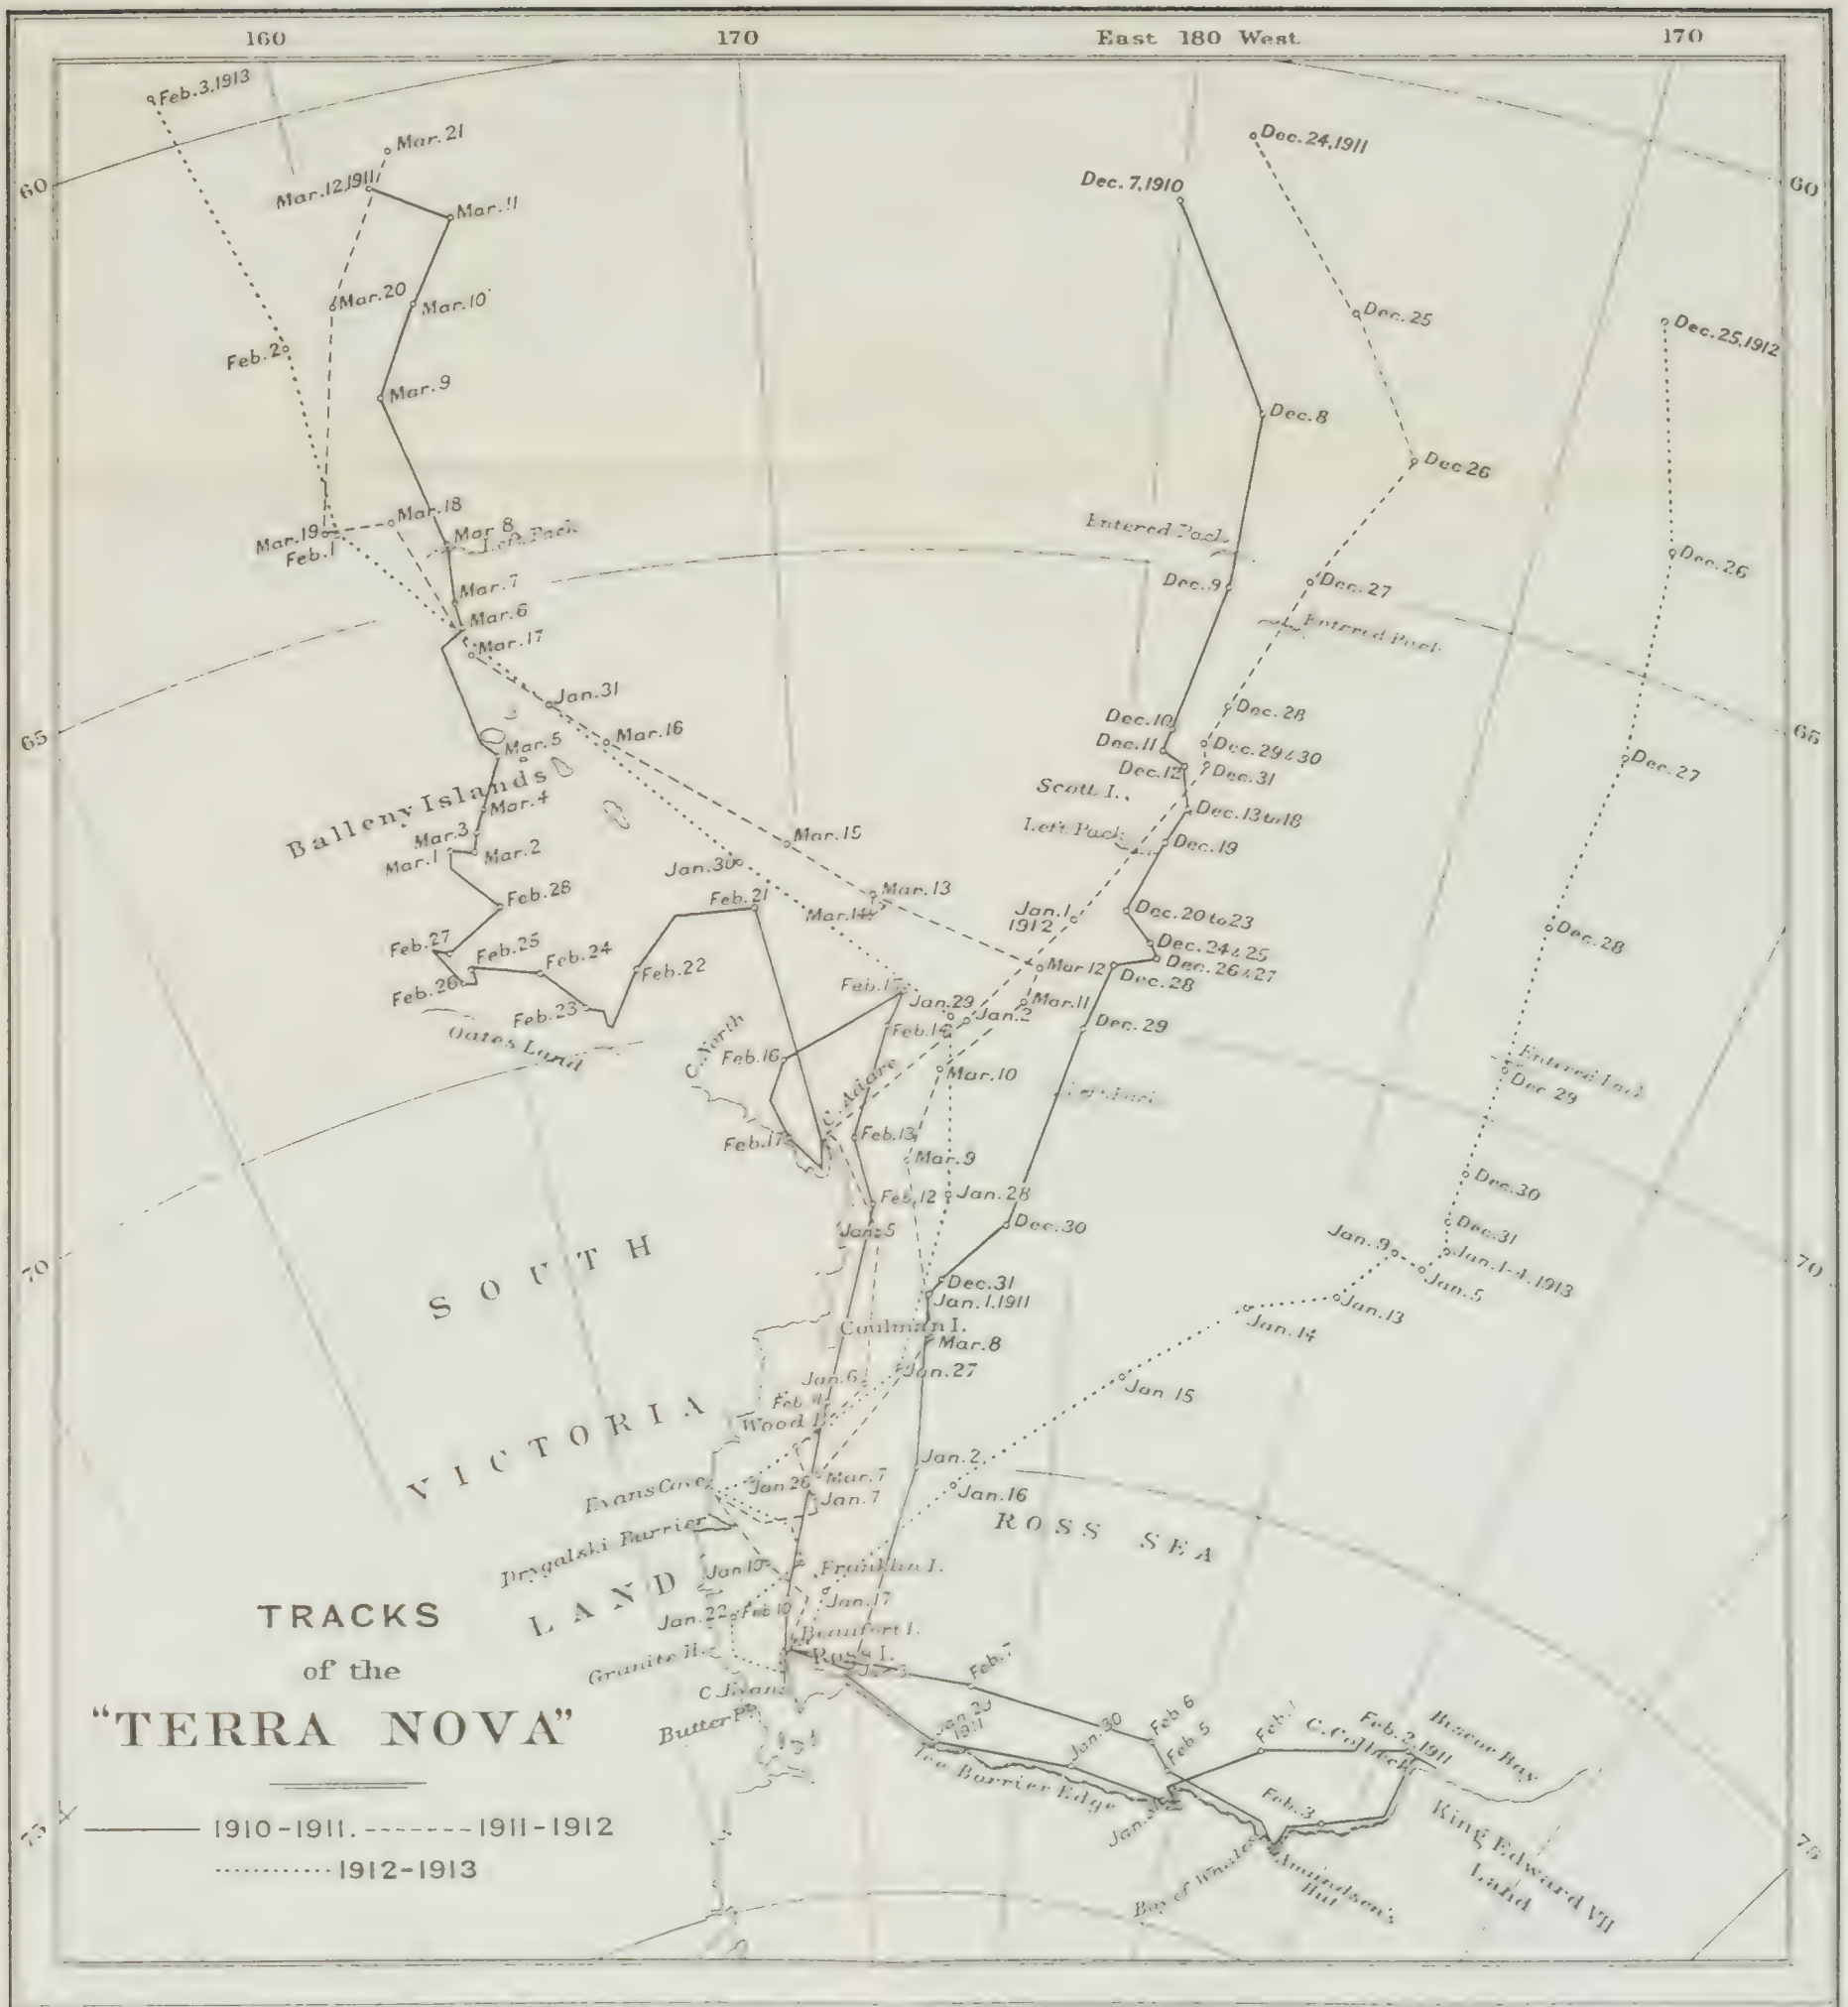 160 170 East 180 West 170
Feb. 3, 1913
Mar. 21
Dec. 24, 1911
Mar. 12, 1911
Dec. 7, 1910
60
60
Mar. 11
Mar. 20
Mar. 10
Dec. 25
Dec. 25, 1912
Feb. 2
Mar. 9
Dec. 8
Dec 26
Mar. 18
Mar. 19
Mar 8
Left Pack
Entered Pack
Feb. 1
Dec. 26
Mar. 7
Dec. 9
Dec. 27
Mar. 6
Entered Pack
Mar. 17
Jan. 31
Dec. 10
Dec. 28
65
Mar. 5
Mar. 16
Dec. 11
Dec. 29 & 30
65
Dec. 12
Dec. 31
Dec. 27
Balleny Islands
Mar. 4
Scott I.
Dec. 13 to 18
Mar. 3
Mar. 15
Left Pack
Dec. 19
Mar. 1
Mar. 2
Jan. 30
Feb. 28
Feb. 21
Mar. 13
Mar. 14
Jan. 1
1912
Dec. 20 to 23
Dec. 28
Feb. 27
Feb. 25
Feb. 24
Dec. 24 & 25
Feb. 26
Feb. 22
Mar 12
Dec. 26 & 27
Dec. 28
Feb. 23
Jan. 29
Mar. 11
Oates Land
Feb. 14
Jan. 2
Dec. 29
C. North
Feb. 16
C. Adare
Mar. 10
Dec 29
Feb. 17
Feb. 13
Mar. 9
Feb. 12
Jan. 28
Dec. 30
Jan. 5
Dec. 30
Dec. 31
SOUTH
Jan. 9
Jan. 1-4, 1913
70
70
Dec. 31
Jan. 5
Jan. 1, 1911
Jan. 13
Coulman I.
Jan. 14
Mar. 8
Jan. 6
Jan. 27
Jan 15
VICTORIA
Wood B.
Jan. 2
Evans Cove
Jan 26
Mar. 7
Jan. 7
Jan. 16
Drygalski Barrier
ROSS SEA
Franklin I.
LAND
Jan. 17
Jan. 22
Feb 10
Beaufort I.
Granite H.
Ross I.
C. Evans
Butter Pt.
Jan. 29
1911
Jan. 30
Feb 6
Feb 5
C. Colbeck
Feb. 2, 1911
Biscoe Bay
Ice Barrier Edge
Feb. 3
King Edward VII
Land
Bay of Whales
Amundsen's
Hut
75
75
TRACKS
of the
"TERRA NOVA"
1910-1911. 1911-1912
1912-1913